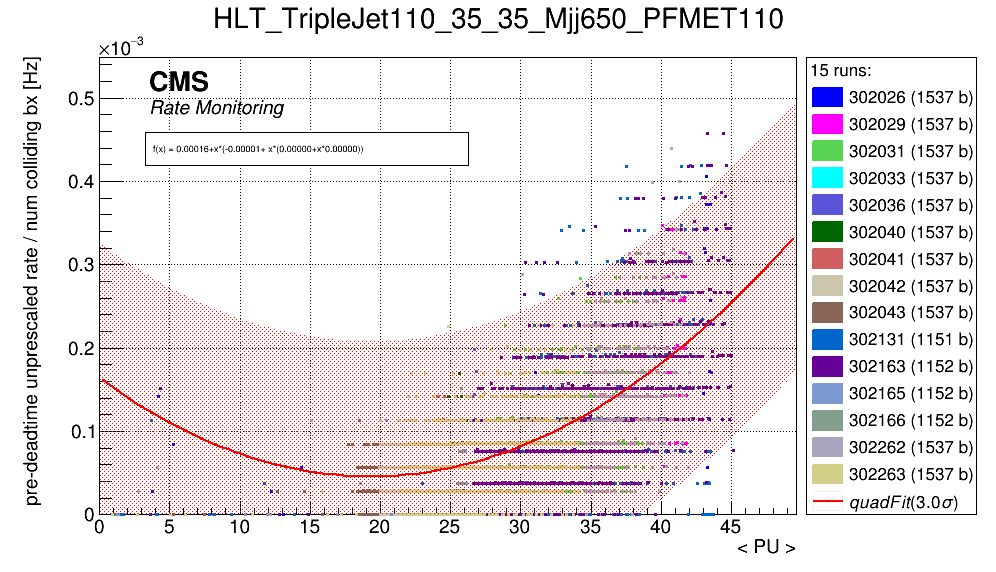 HLT_TripleJet110_35_35_Mjj650_PFMET110
×10⁻³
pre-deadtime unprescaled rate / num colliding bx [Hz]
CMS
Rate Monitoring
f(x) = 0.00016+x*(-0.00001+ x*(0.00000+x*0.00000))
0.5
0.4
0.3
0.2
0.1
0
0 5 10 15 20 25 30 35 40 45
< PU >
15 runs:
302026 (1537 b)
302029 (1537 b)
302031 (1537 b)
302033 (1537 b)
302036 (1537 b)
302040 (1537 b)
302041 (1537 b)
302042 (1537 b)
302043 (1537 b)
302131 (1151 b)
302163 (1152 b)
302165 (1152 b)
302166 (1152 b)
302262 (1537 b)
302263 (1537 b)
quadFit(3.0σ)